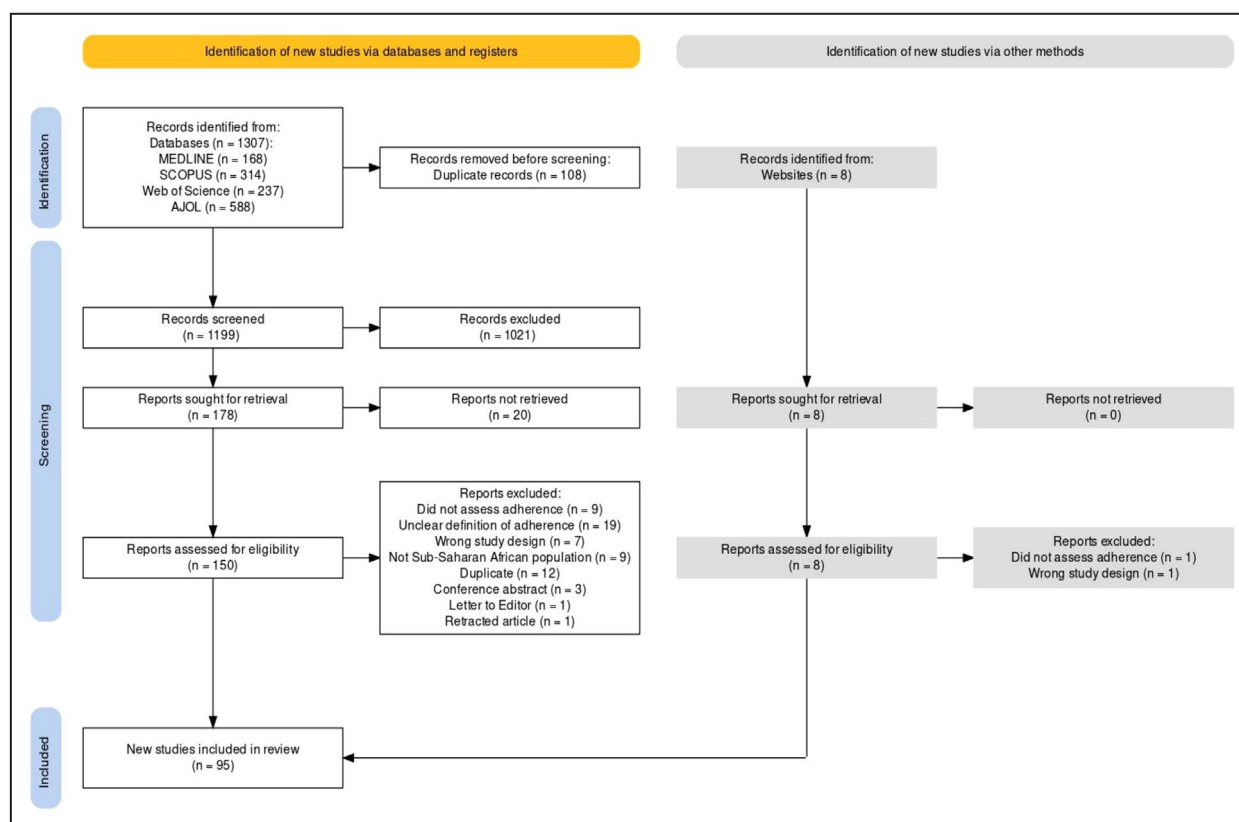 Identification of new studies via databases and registers
Identification of new studies via other methods
Identification
Records identified from:
Databases (n = 1307):
MEDLINE (n = 168)
SCOPUS (n = 314)
Web of Science (n = 237)
AJOL (n = 588)
Records removed before screening:
Duplicate records (n = 108)
Records identified from:
Websites (n = 8)
Screening
Records screened
(n = 1199)
Records excluded
(n = 1021)
Reports sought for retrieval
(n = 178)
Reports not retrieved
(n = 20)
Reports sought for retrieval
(n = 8)
Reports not retrieved
(n = 0)
Reports assessed for eligibility
(n = 150)
Reports excluded:
Did not assess adherence (n = 9)
Unclear definition of adherence (n = 19)
Wrong study design (n = 7)
Not Sub-Saharan African population (n = 9)
Duplicate (n = 12)
Conference abstract (n = 3)
Letter to Editor (n = 1)
Retracted article (n = 1)
Reports assessed for eligibility
(n = 8)
Reports excluded:
Did not assess adherence (n = 1)
Wrong study design (n = 1)
Included
New studies included in review
(n = 95)